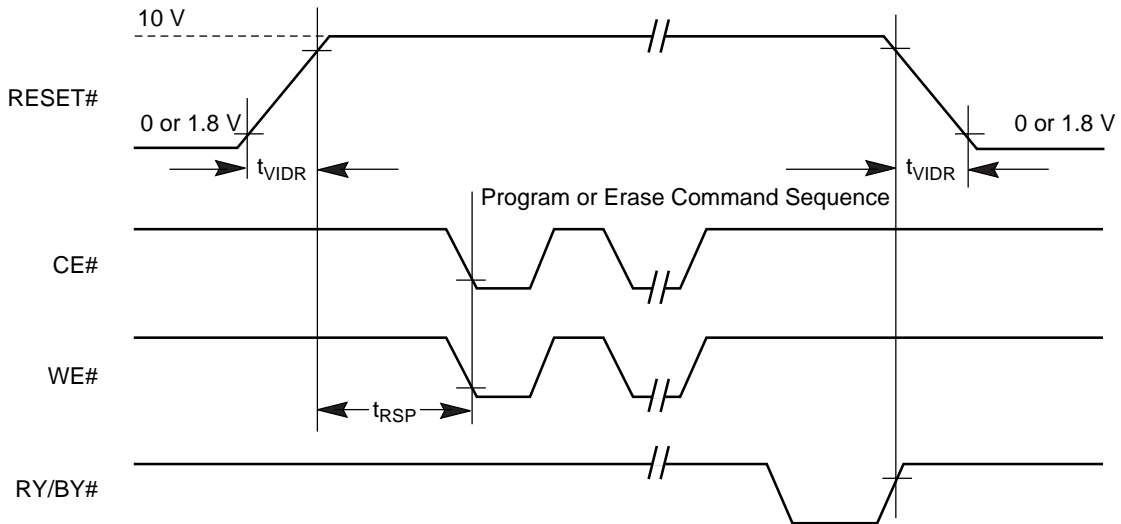 10 V
RESET#
0 or 1.8 V
0 or 1.8 V
tVIDR
tVIDR
Program or Erase Command Sequence
CE#
WE#
tRSP
RY/BY#